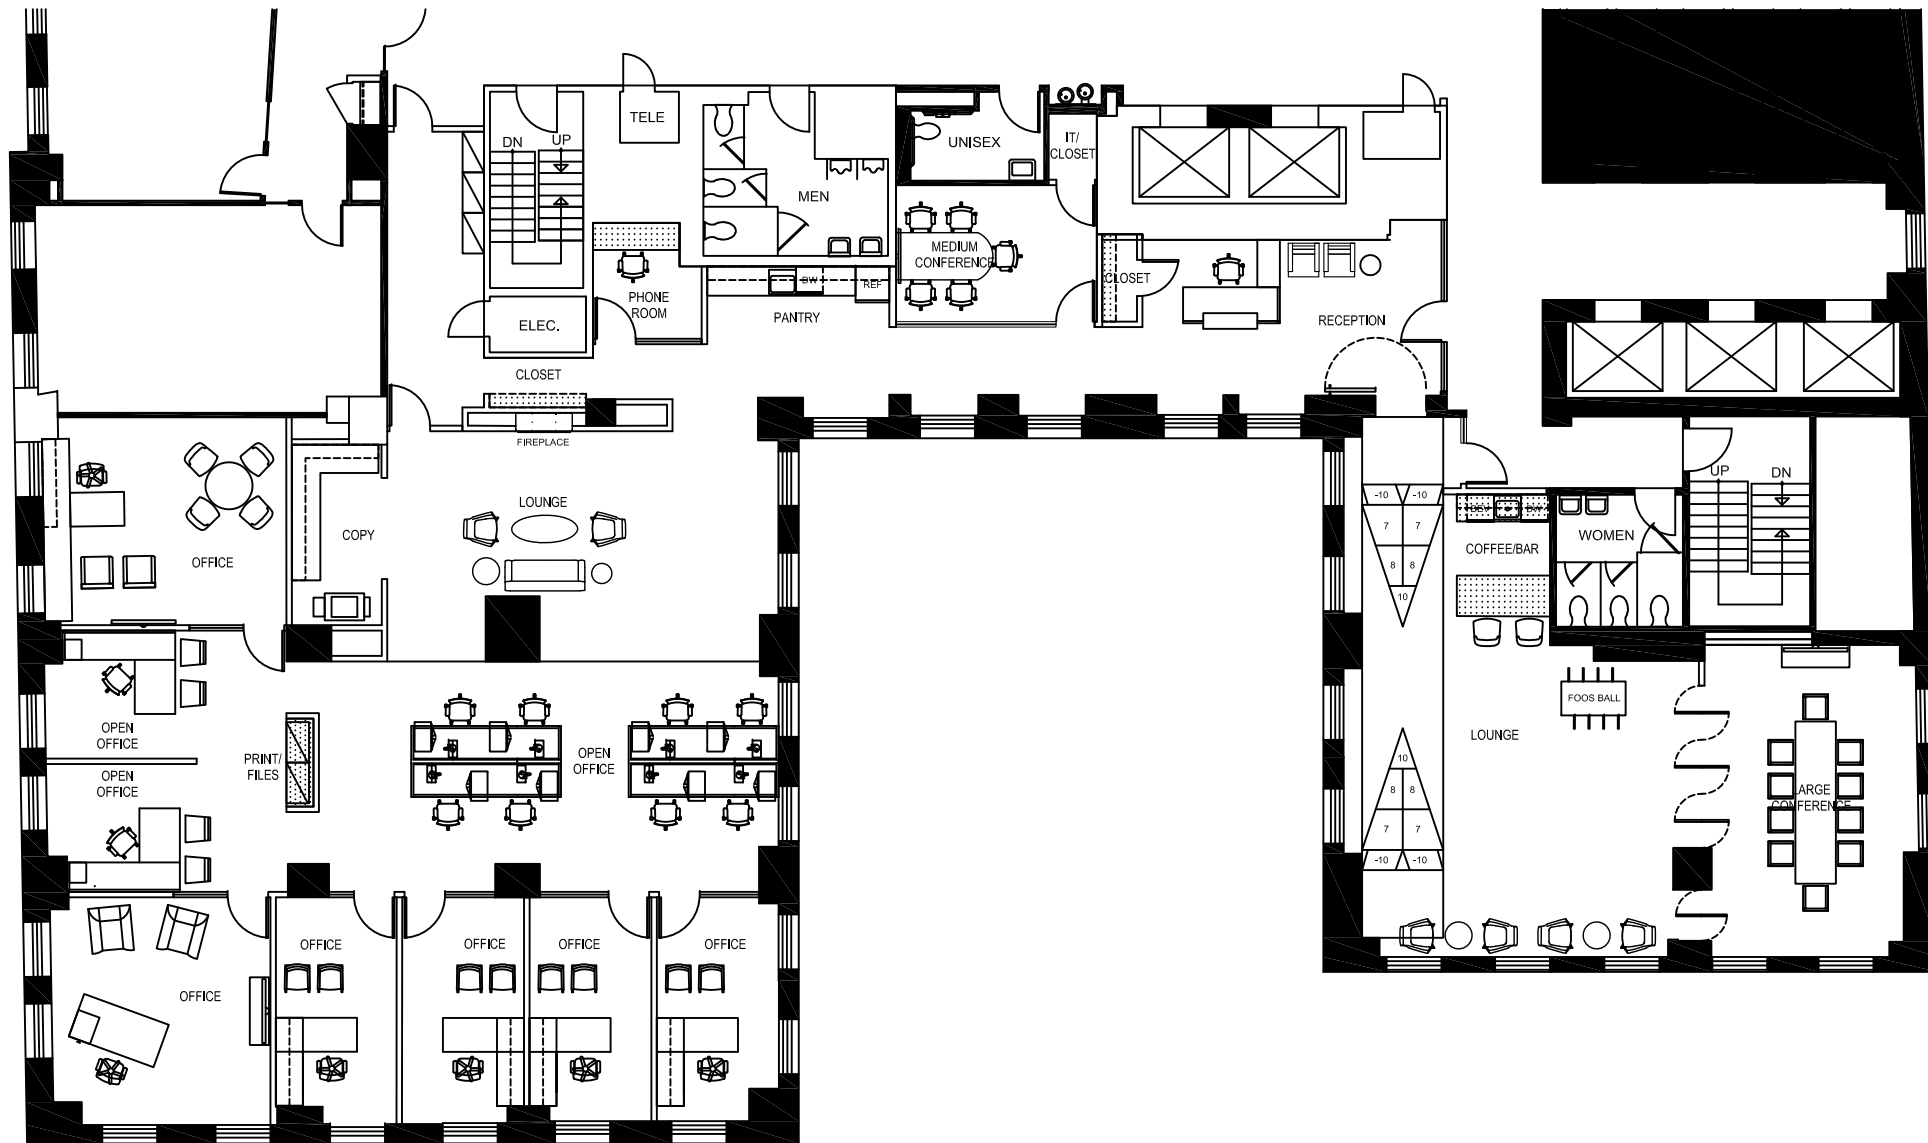 TELE
DN
UP
UNISEX
IT/
CLOSET
MEN
MEDIUM
CONFERENCE
CLOSET
DW
REF
PHONE
ROOM
PANTRY
RECEPTION
ELEC.
CLOSET
FIREPLACE
UP
DN
-10
-10
7
7
8
8
10
DW
COFFEE/BAR
WOMEN
LOUNGE
COPY
OFFICE
OPEN
OFFICE
OPEN
OFFICE
PRINT/
FILES
OPEN
OFFICE
FOOS BALL
LOUNGE
10
8
8
7
7
-10
-10
LARGE
CONFERENCE
OFFICE
OFFICE
OFFICE
OFFICE
OFFICE